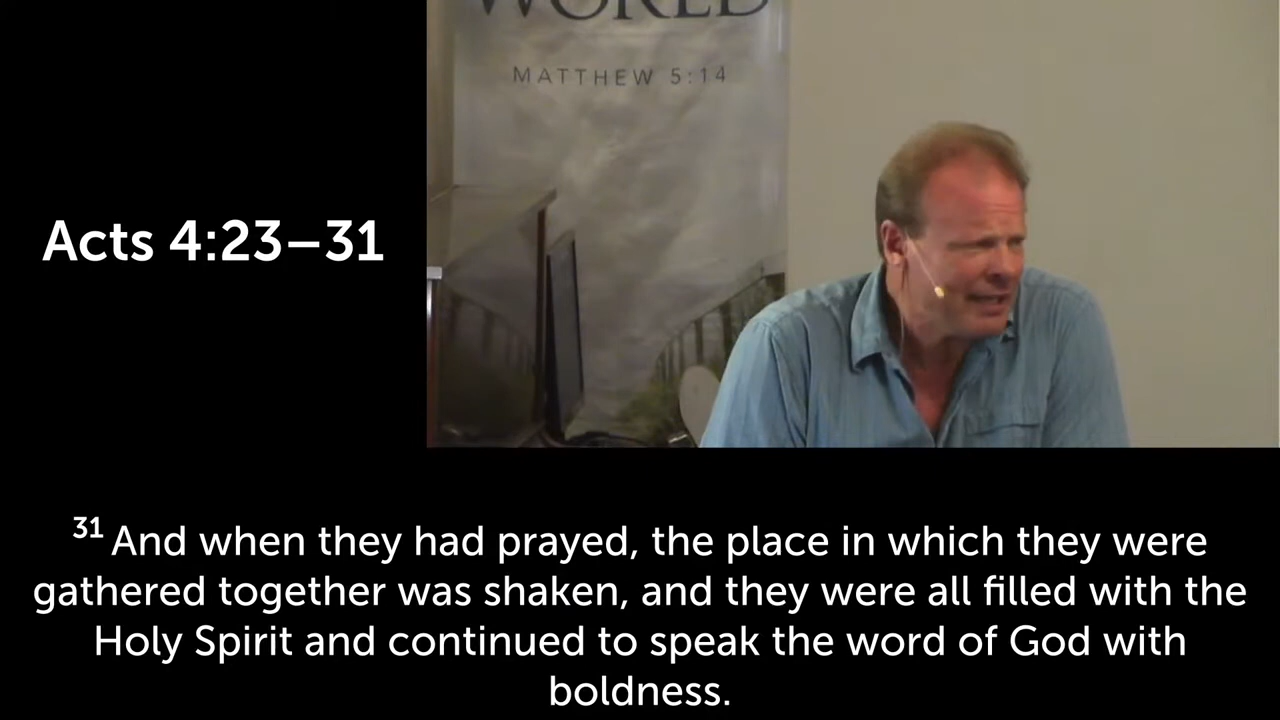 WORLD
MATTHEW 5:14
Acts 4:23–31
31 And when they had prayed, the place in which they were
gathered together was shaken, and they were all filled with the
Holy Spirit and continued to speak the word of God with
boldness.